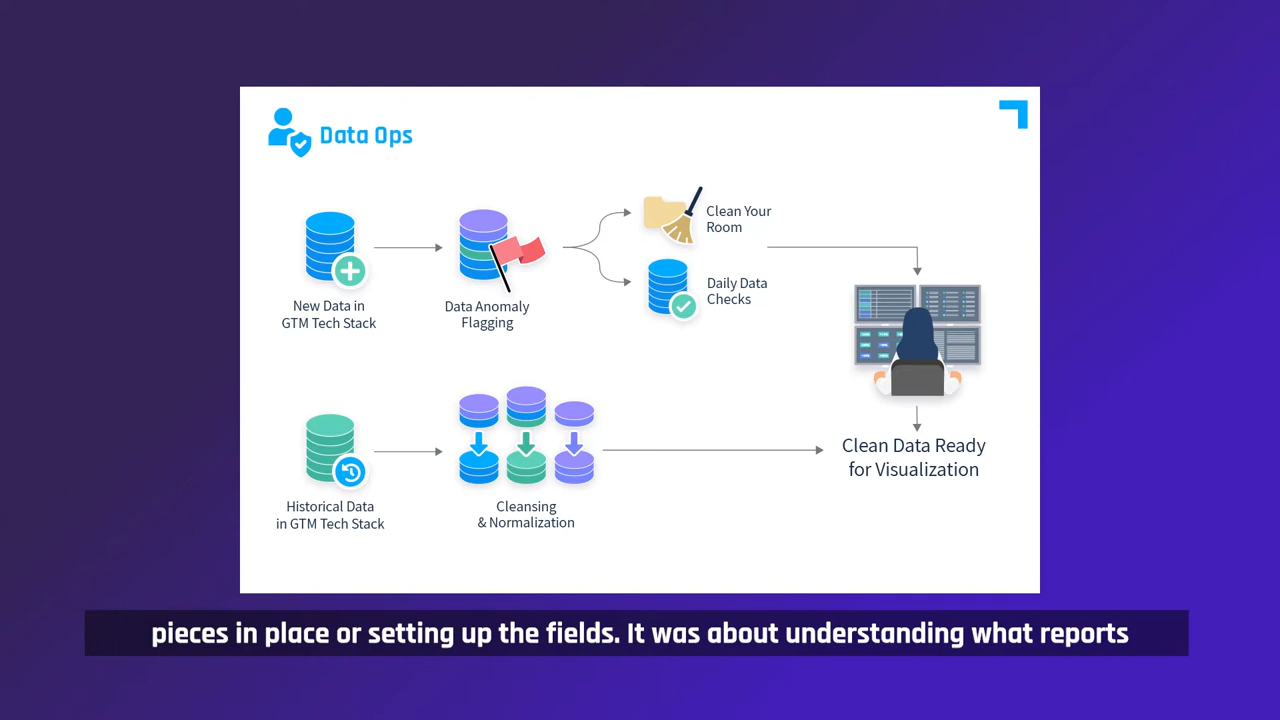 Data Ops
New Data in
GTM Tech Stack
Data Anomaly
Flagging
Clean Your
Room
Daily Data
Checks
Historical Data
in GTM Tech Stack
Cleansing
& Normalization
Clean Data Ready
for Visualization
pieces in place or setting up the fields. It was about understanding what reports